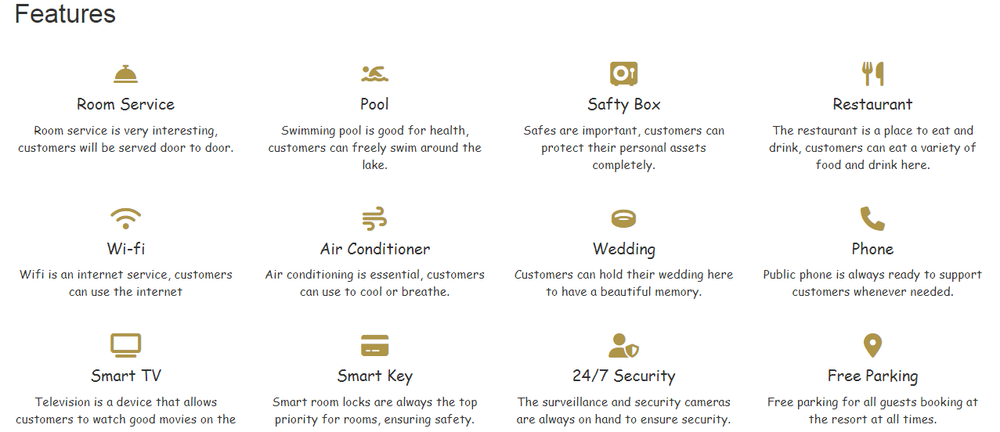 Features
Room Service
Room service is very interesting,
customers will be served door to door.
Pool
Swimming pool is good for health,
customers can freely swim around the
lake.
Safty Box
Safes are important, customers can
protect their personal assets
completely.
Restaurant
The restaurant is a place to eat and
drink, customers can eat a variety of
food and drink here.
Wi-fi
Wifi is an internet service, customers
can use the internet
Air Conditioner
Air conditioning is essential, customers
can use to cool or breathe.
Wedding
Customers can hold their wedding here
to have a beautiful memory.
Phone
Public phone is always ready to support
customers whenever needed.
Smart TV
Television is a device that allows
customers to watch good movies on the
Smart Key
Smart room locks are always the top
priority for rooms, ensuring safety.
24/7 Security
The surveillance and security cameras
are always on hand to ensure security.
Free Parking
Free parking for all guests booking at
the resort at all times.